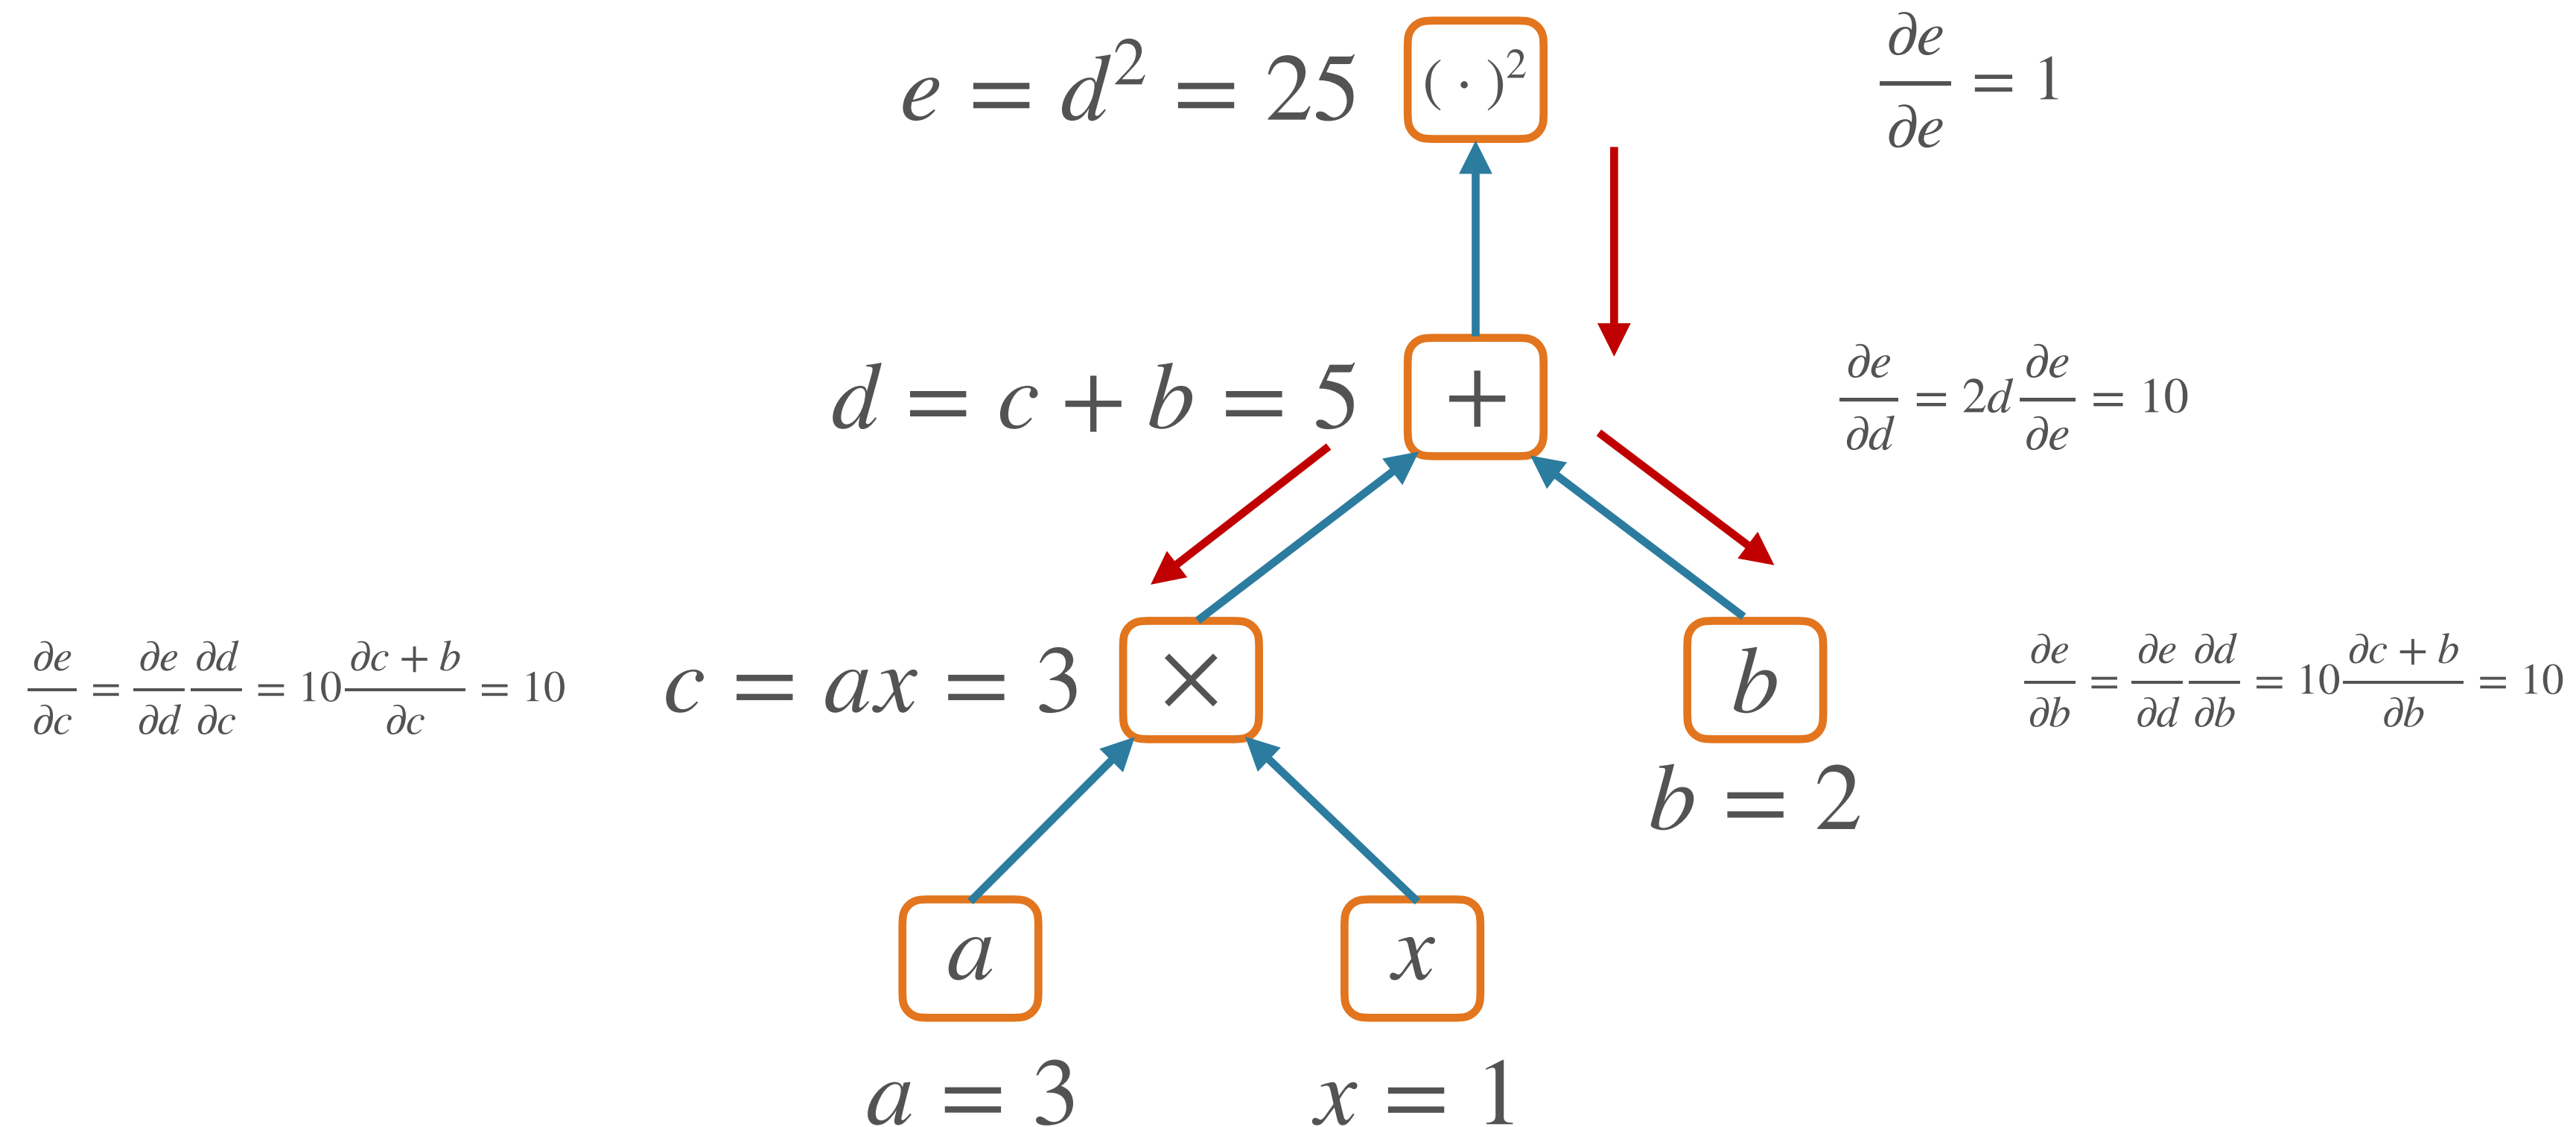 e = d² = 25 ( · )² ∂e/∂e = 1
d = c + b = 5 + ∂e/∂d = 2d ∂e/∂e = 10
∂e/∂c = ∂e/∂d ∂d/∂c = 10 ∂c + b/∂c = 10 c = ax = 3 × b ∂e/∂b = ∂e/∂d ∂d/∂b = 10 ∂c + b/∂b = 10
b = 2
a x
a = 3 x = 1